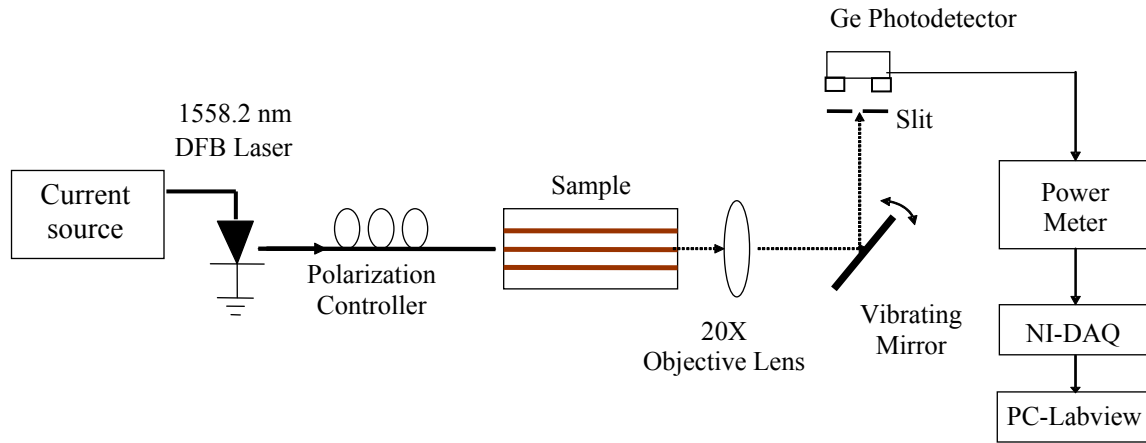 Ge Photodetector
1558.2 nm
DFB Laser
Slit
Current
source
Sample
Power
Meter
Polarization
Controller
Vibrating
Mirror
20X
Objective Lens
NI-DAQ
PC-Labview